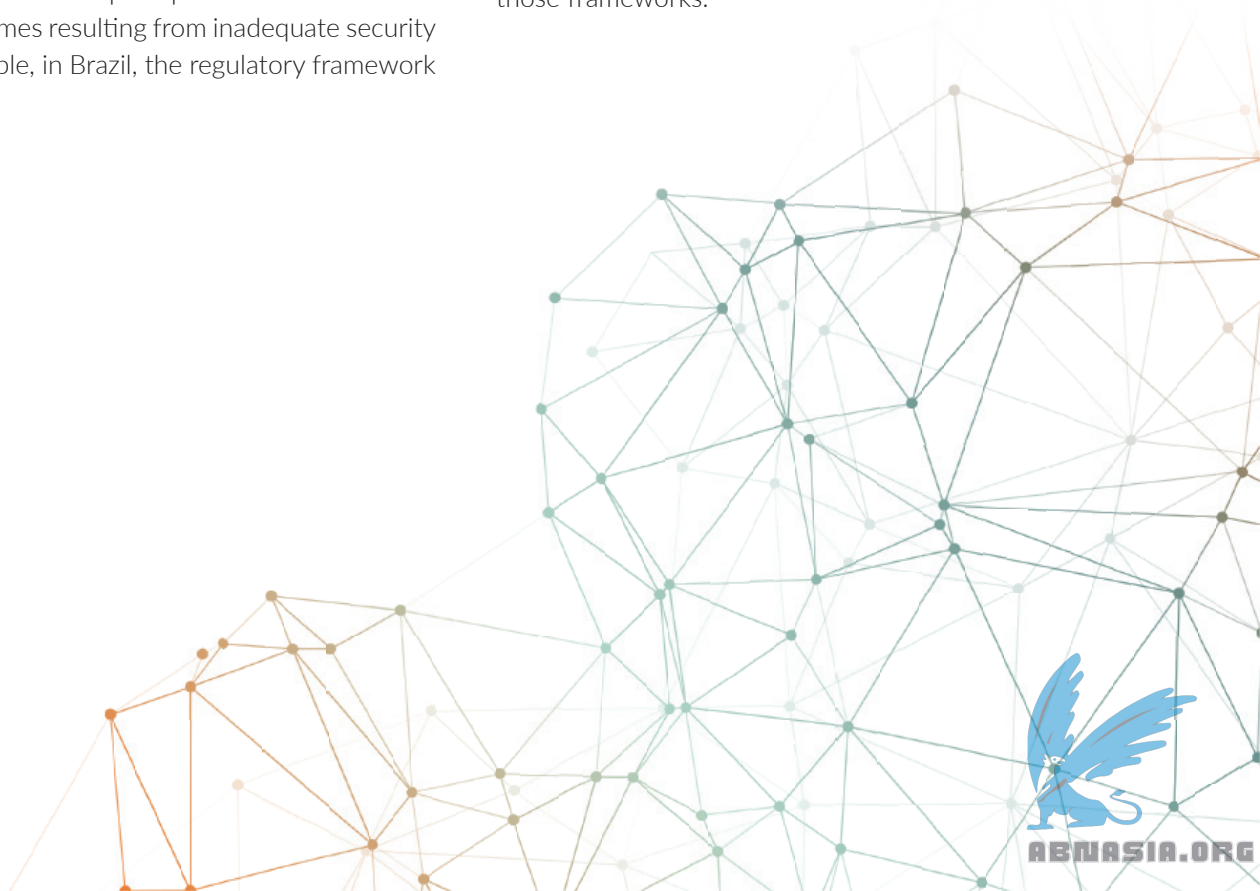 mes resulting from inadequate security
ple, in Brazil, the regulatory framework
those frameworks.
ABNASIA.ORG